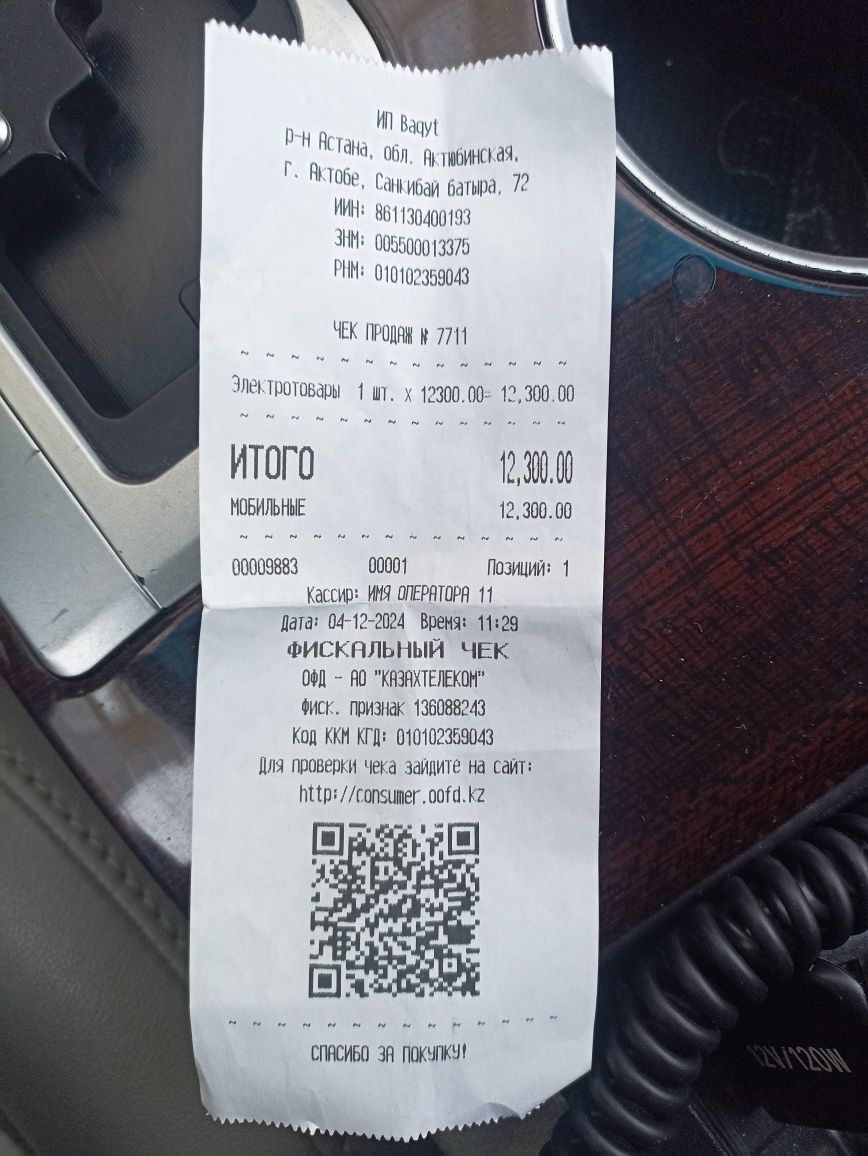 ИП Baqyt
р-н Астана, обл. Актюбинская,
г. Актобе, Санкибай батыра, 72
ИИН: 861130400193
ЗНМ: 005500013375
РНМ: 010102359043
ЧЕК ПРОДАЖ № 7711
~ ~ ~ ~ ~ ~ ~ ~ ~ ~ ~ ~ ~ ~
Электротовары 1 шт. x 12300.00= 12,300.00
~ ~ ~ ~ ~ ~ ~ ~ ~ ~ ~ ~ ~ ~
ИТОГО 12,300.00
МОБИЛЬНЫЕ 12,300.00
~ ~ ~ ~ ~ ~ ~ ~ ~ ~ ~ ~ ~ ~
00009883 00001 Позиций: 1
Кассир: ИМЯ ОПЕРАТОРА 11
Дата: 04-12-2024 Время: 11:29
ФИСКАЛЬНЫЙ ЧЕК
ОФД - АО "КАЗАХТЕЛЕКОМ"
Фиск. признак 136088243
Код ККМ КГД: 010102359043
Для проверки чека зайдите на сайт:
http://consumer.oofd.kz
~ ~ ~ ~ ~ ~ ~ ~ ~ ~ ~ ~ ~ ~
СПАСИБО ЗА ПОКУПКУ!
12V/120W